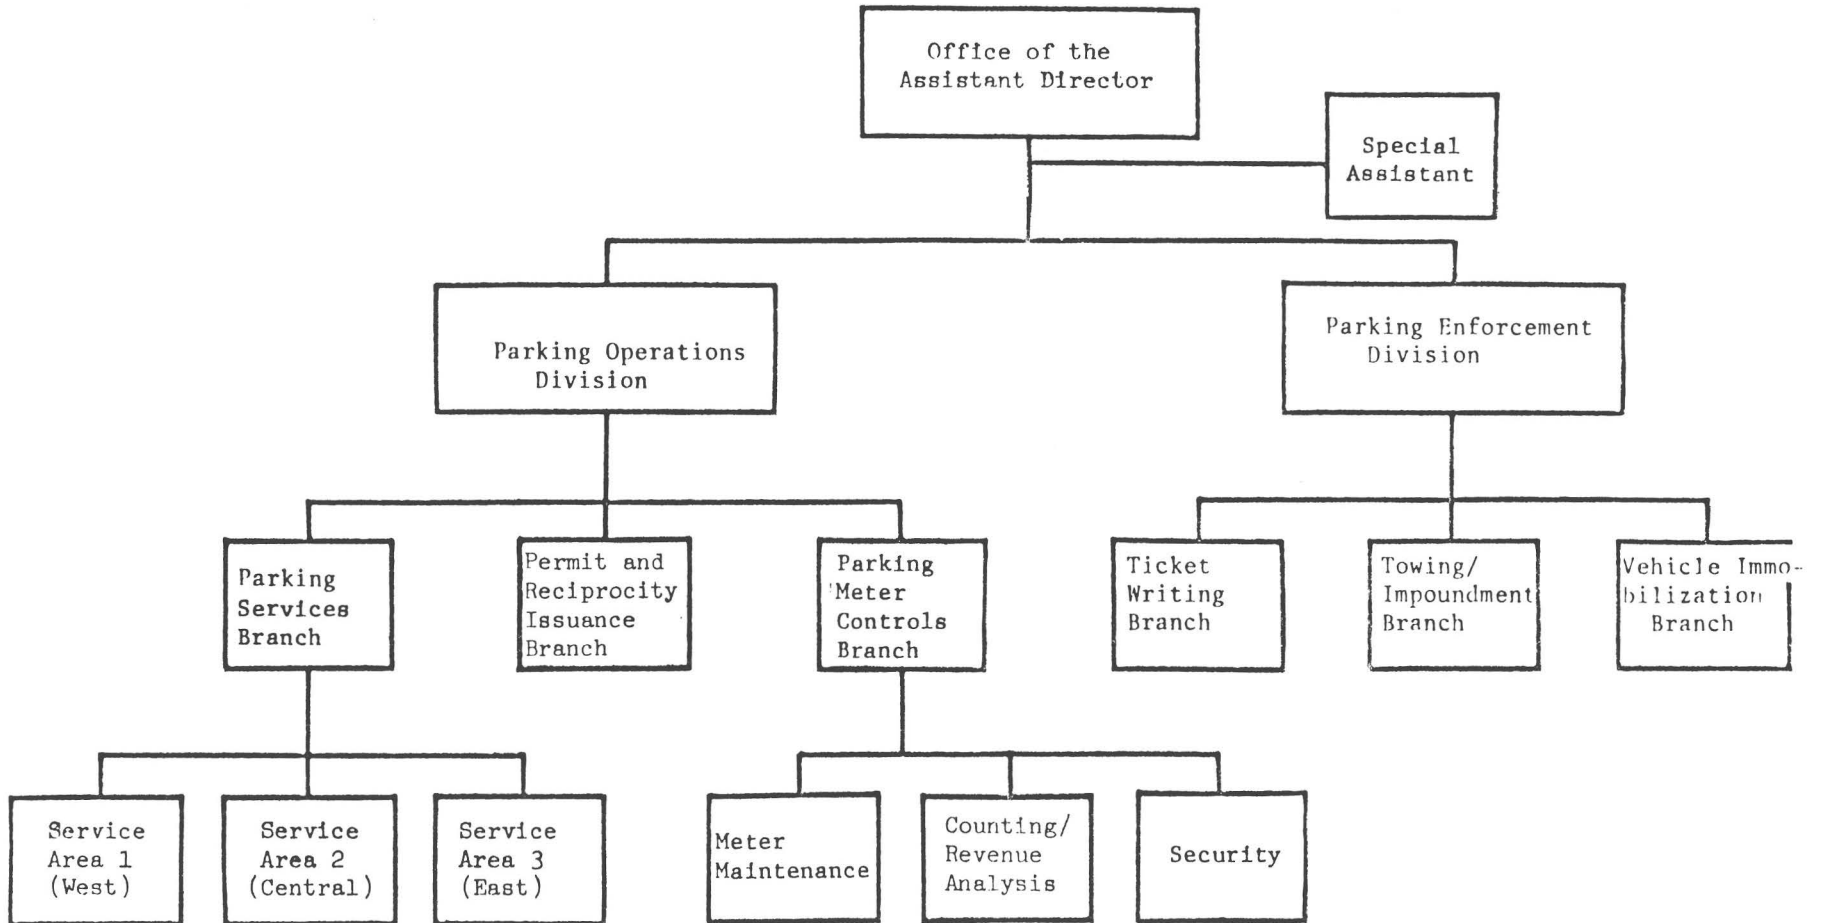 Office of the
Assistant Director
Special
Assistant
Parking Operations
Division
Parking Enforcement
Division
Parking
Services
Branch
Permit and
Reciprocity
Issuance
Branch
Parking
Meter
Controls
Branch
Ticket
Writing
Branch
Towing/
Impoundment
Branch
Vehicle Immo-
bilization
Branch
Service
Area 1
(West)
Service
Area 2
(Central)
Service
Area 3
(East)
Meter
Maintenance
Counting/
Revenue
Analysis
Security